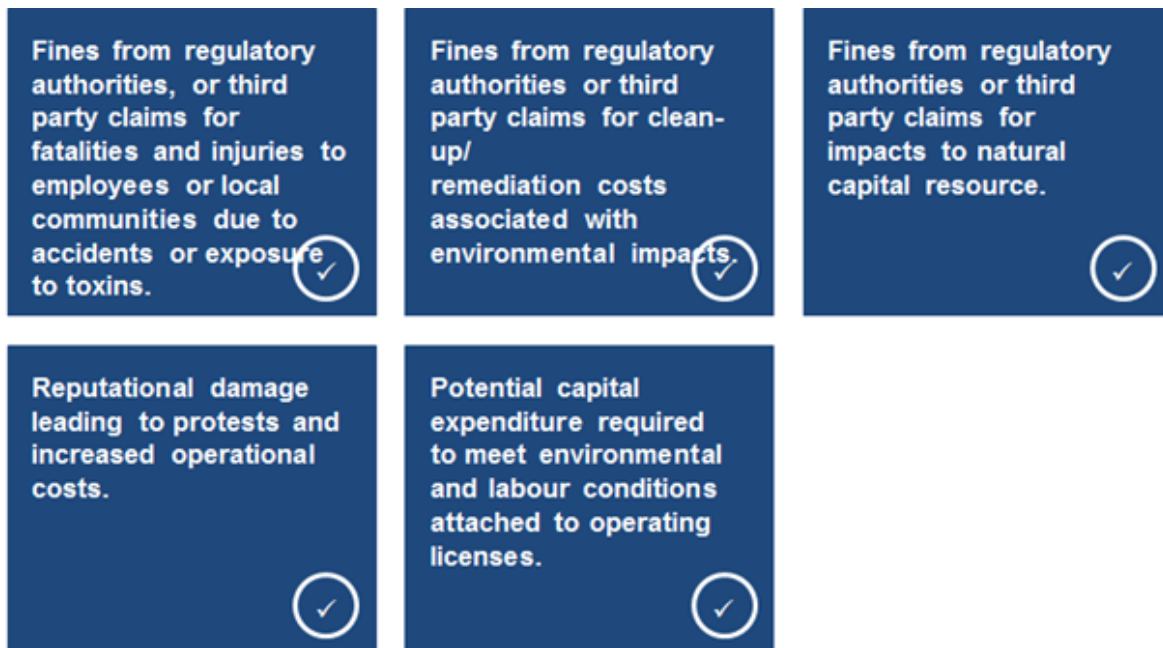 Fines from regulatory
authorities, or third
party claims for
fatalities and injuries to
employees or local
communities due to
accidents or exposure
to toxins.
Fines from regulatory
authorities or third
party claims for clean-
up/
remediation costs
associated with
environmental impacts.
Fines from regulatory
authorities or third
party claims for
impacts to natural
capital resource.
Reputational damage
leading to protests and
increased operational
costs.
Potential capital
expenditure required
to meet environmental
and labour conditions
attached to operating
licenses.